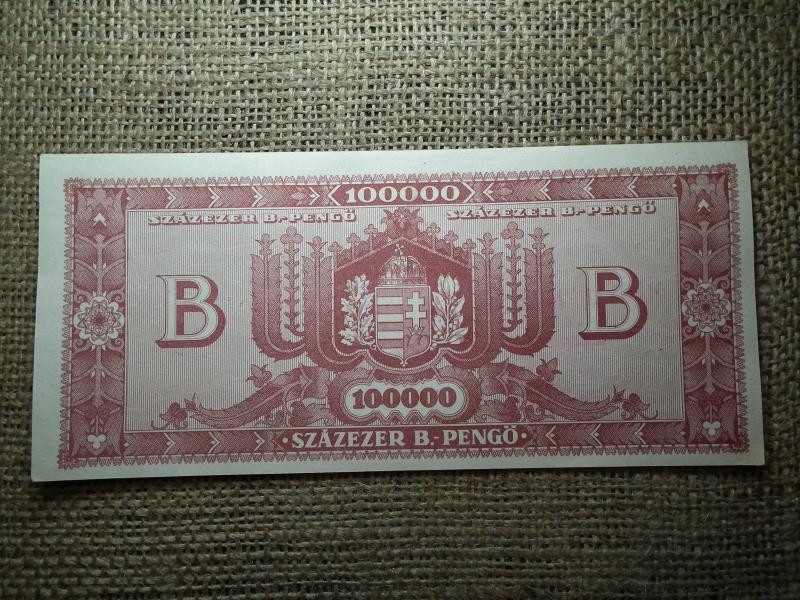 100000
SZÁZEZER B.-PENGŐ SZÁZEZER B.-PENGŐ
B B
100000
· SZÁZEZER B.-PENGŐ ·